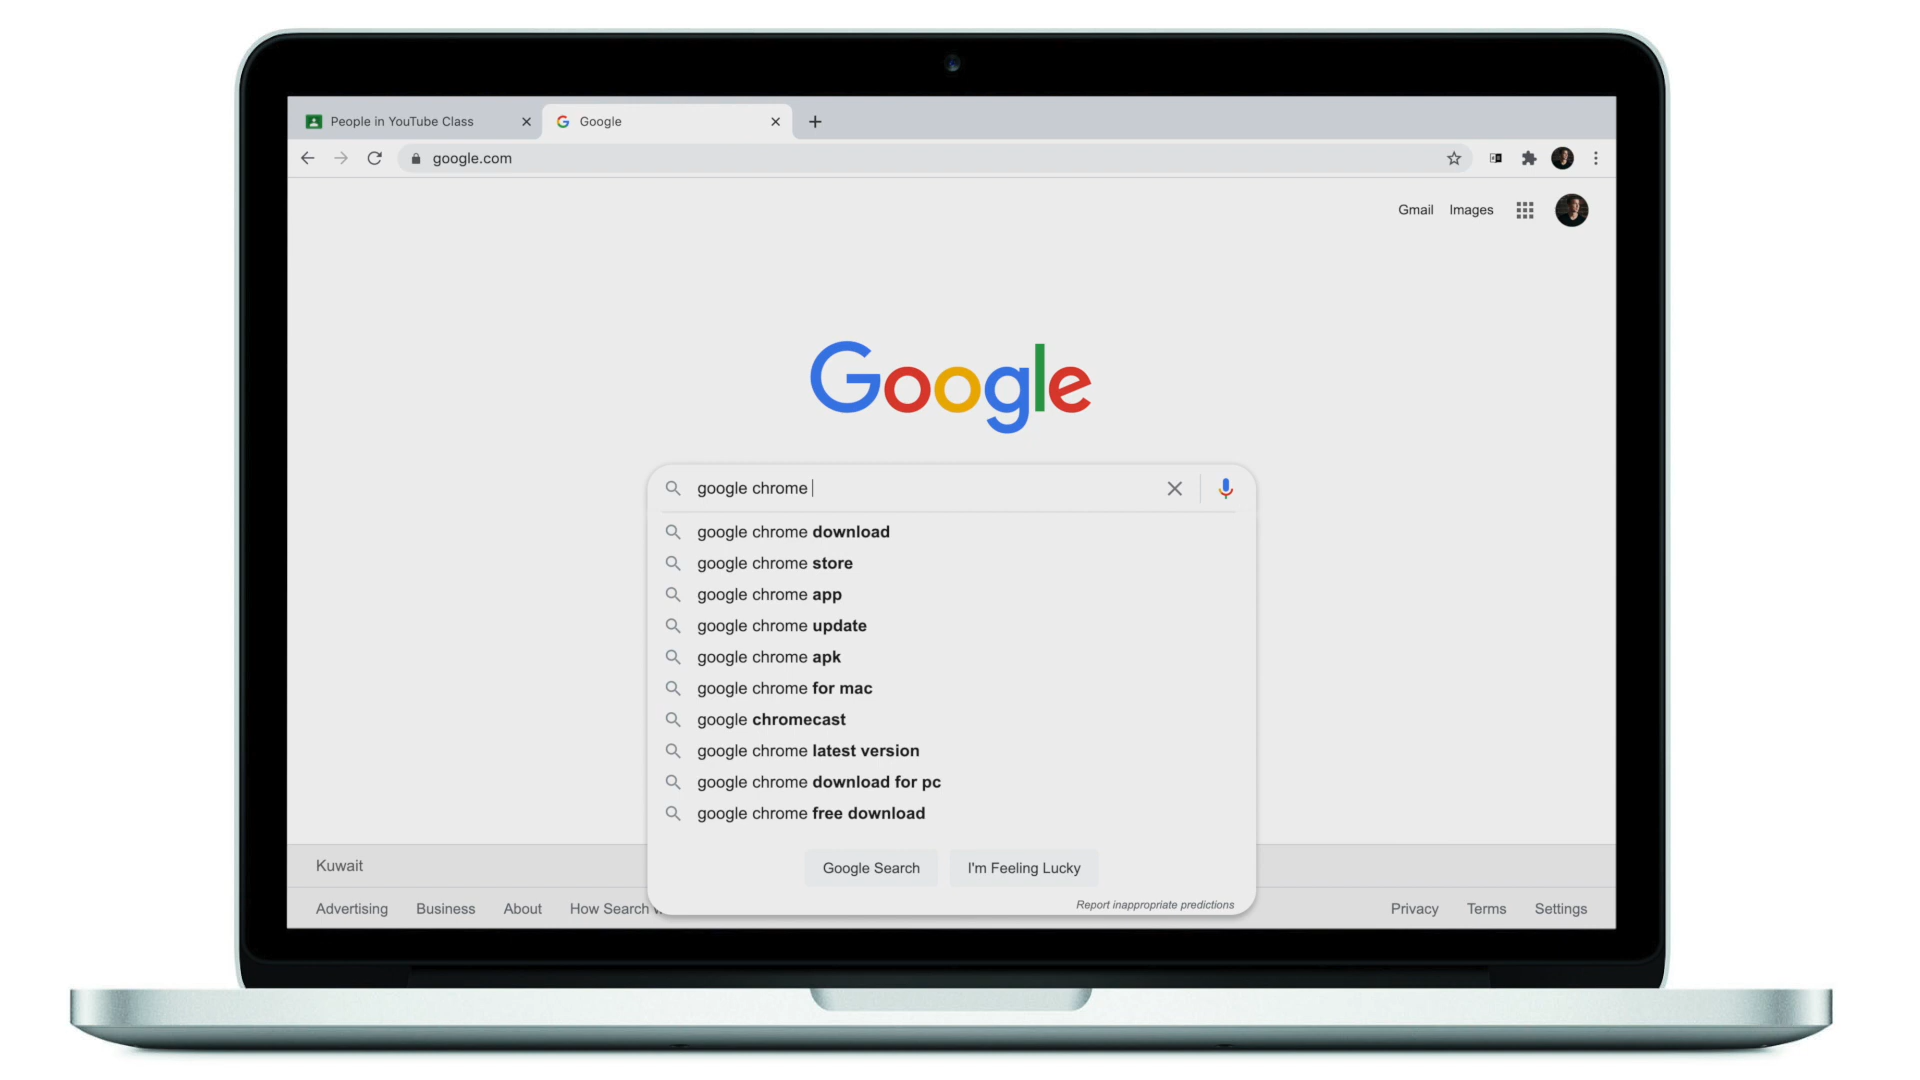 People in YouTube Class
Google
google.com
Gmail Images
Google
google chrome
google chrome download
google chrome store
google chrome app
google chrome update
google chrome apk
google chrome for mac
google chromecast
google chrome latest version
google chrome download for pc
google chrome free download
Google Search I'm Feeling Lucky
Report inappropriate predictions
Kuwait
Advertising Business About How Search
Privacy Terms Settings